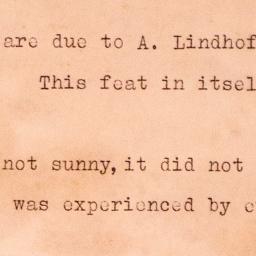 are due to A. Lindhof
This feat in itsel
not sunny, it did not
was experienced by e